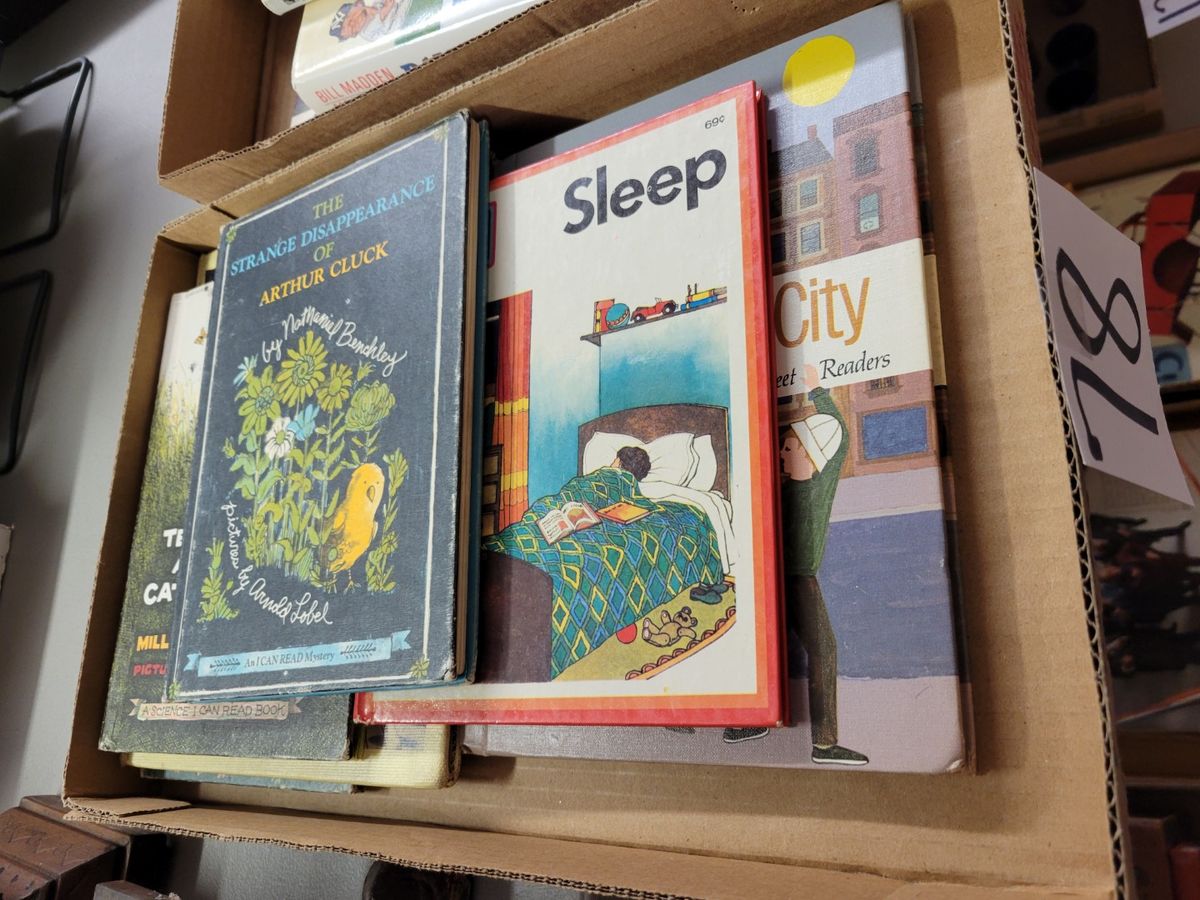 BILL MADDEN
THE
STRANGE DISAPPEARANCE
OF
ARTHUR CLUCK
by Nathaniel Benchley
pictures by Arnold Lobel
An I CAN READ Mystery
MILL
A SCIENCE I CAN READ BOOK
69¢
Sleep
City
Readers
78